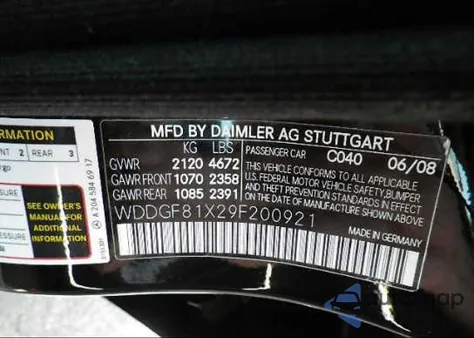 FORMATION
NT 2 REAR 3
rgo
SSURE
SEE OWNER'S
MANUAL FOR
ADDITIONAL
INFORMATION
A 204 584 69 17
MFD BY DAIMLER AG STUTTGART
KG LBS PASSENGER CAR C040 06/08
GVWR 2120 4672
GAWR FRONT 1070 2358
GAWR REAR 1085 2391
THIS VEHICLE CONFORMS TO ALL APPLICABLE
U.S. FEDERAL MOTOR VEHICLE SAFETY,BUMPER
AND THEFT PREVENTION STANDARDS IN EFFECT
ON THE DATE OF MANUFACTURE SHOWN ABOVE.
WDDGF81X29F200921
MADE IN GERMANY